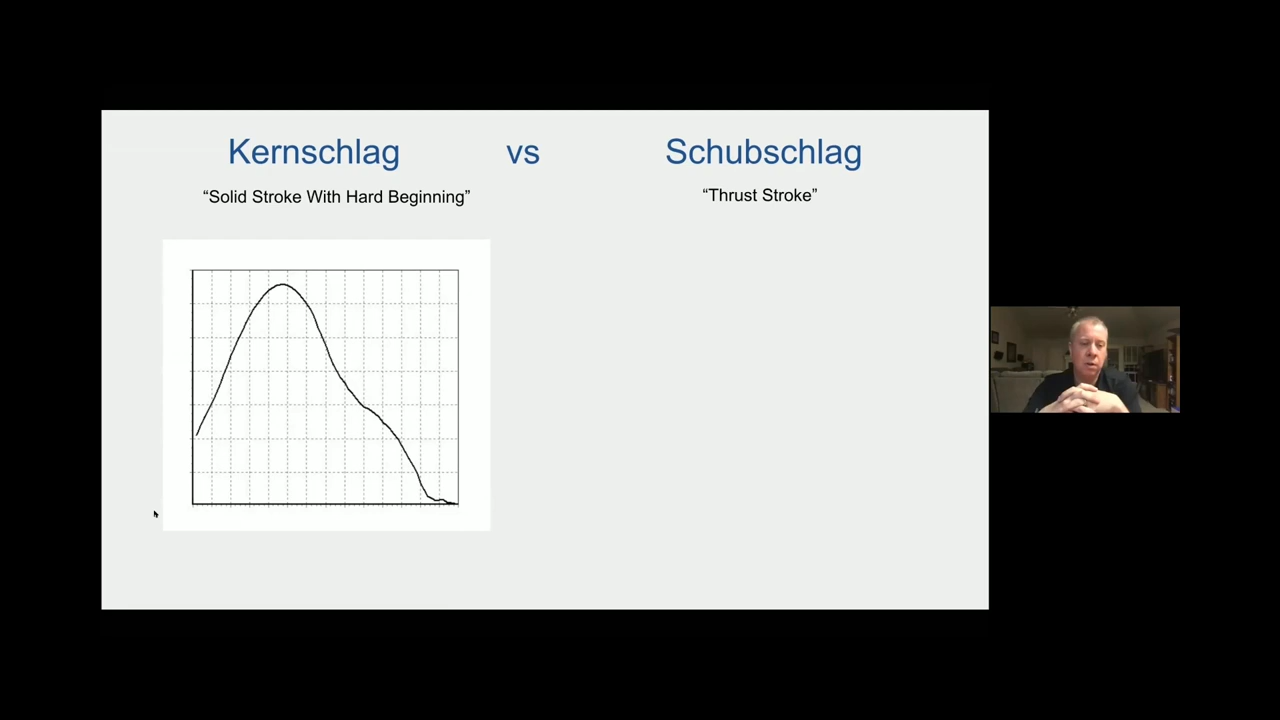 Kernschlag vs Schubschlag
“Solid Stroke With Hard Beginning” “Thrust Stroke”